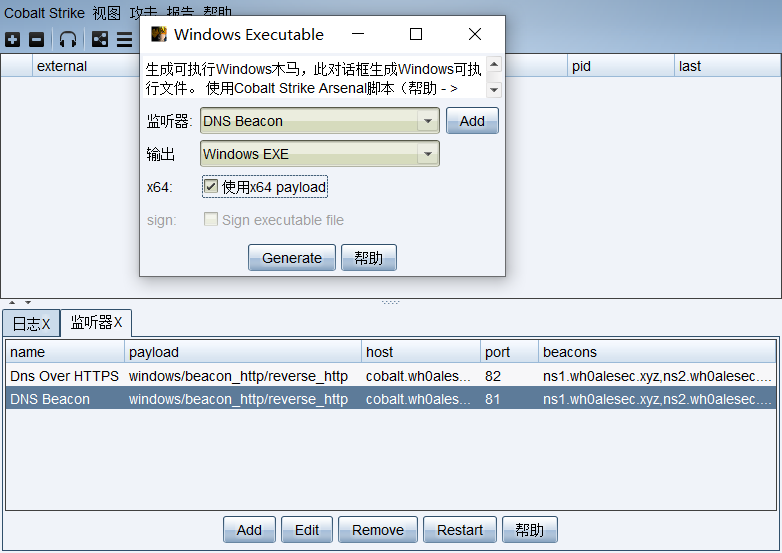 Cobalt Strike 视图 攻击 报告 帮助
Windows Executable
external
pid
last
生成可执行Windows木马，此对话框生成Windows可执
行文件。 使用Cobalt Strike Arsenal脚本（帮助 - >
监听器: DNS Beacon Add
输出 Windows EXE
x64: 使用x64 payload
sign: Sign executable file
Generate 帮助
日志X 监听器X
name payload host port beacons
Dns Over HTTPS windows/beacon_http/reverse_http cobalt.wh0ales... 82 ns1.wh0alesec.xyz,ns2.wh0alesec....
DNS Beacon windows/beacon_http/reverse_http cobalt.wh0ales... 81 ns1.wh0alesec.xyz,ns2.wh0alesec....
Add Edit Remove Restart 帮助